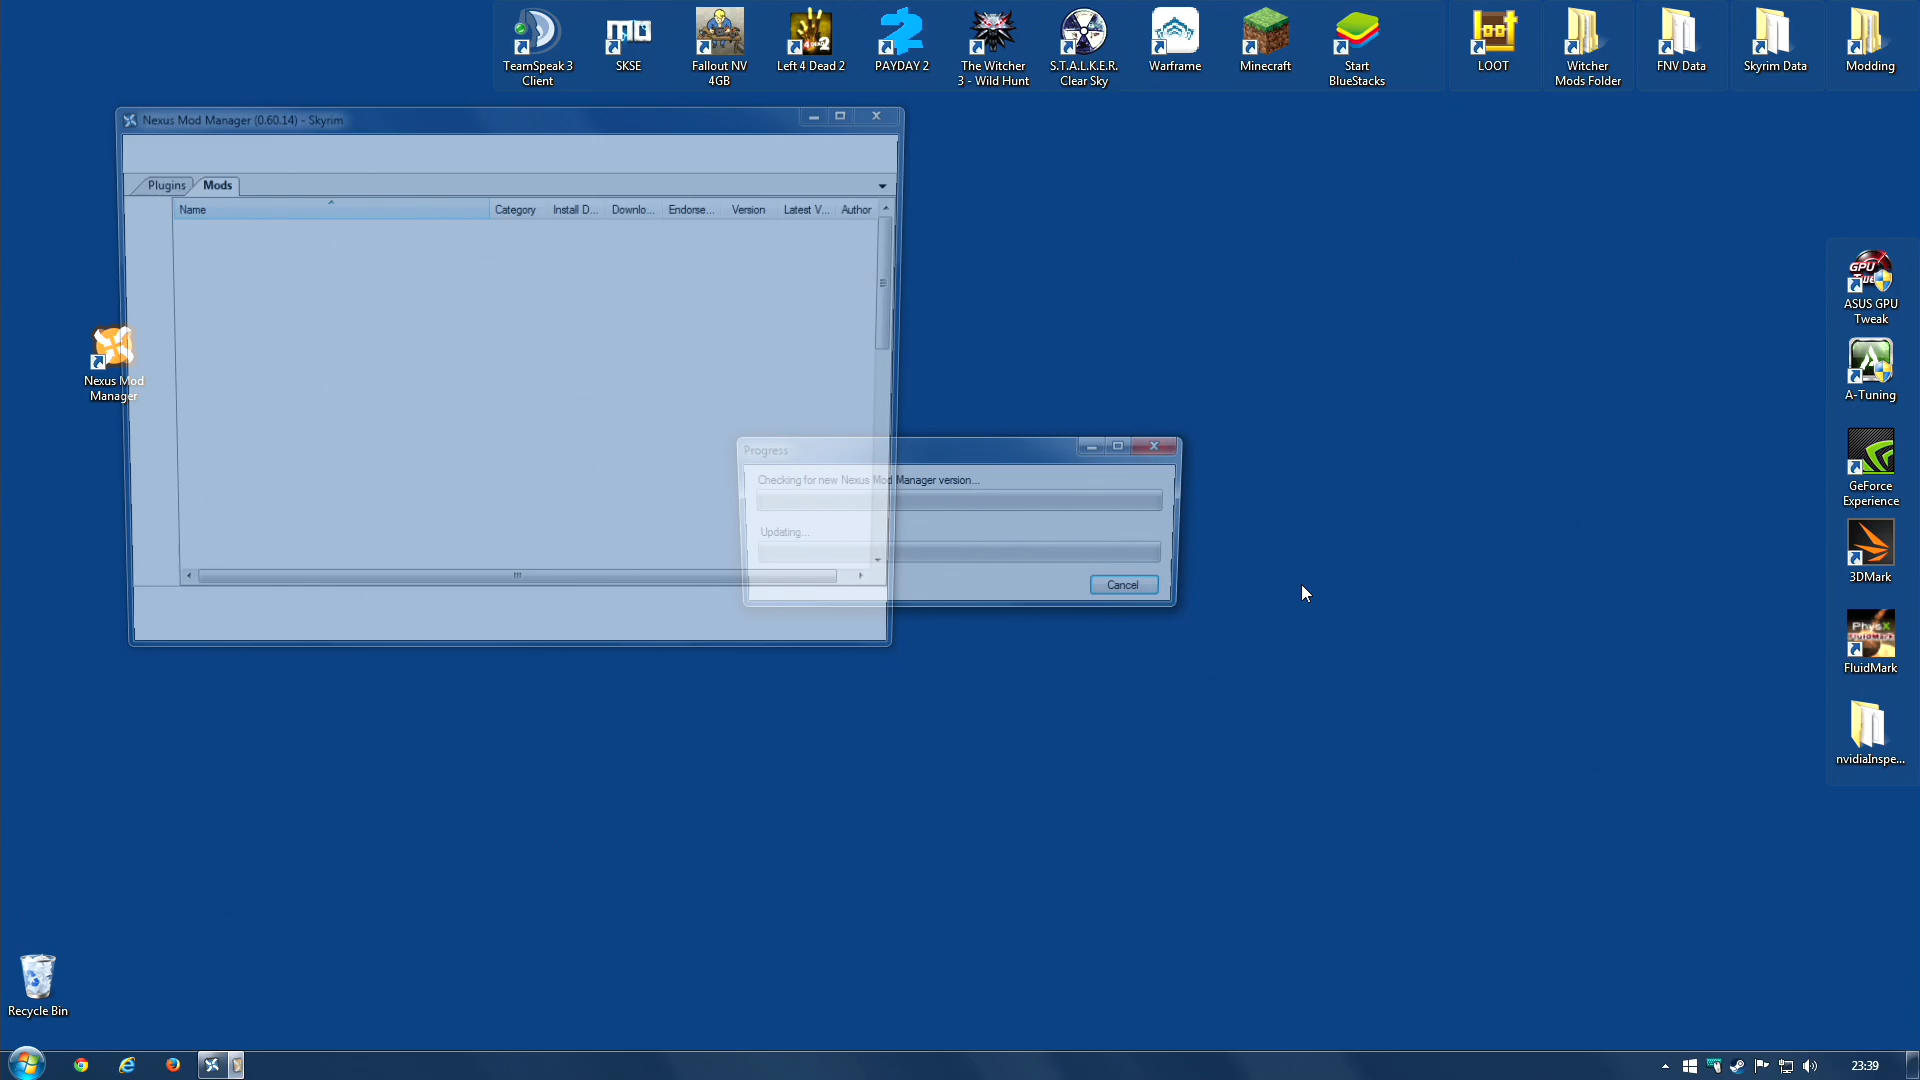 TeamSpeak 3
Client
SKSE
Fallout NV
4GB
Left 4 Dead 2
PAYDAY 2
The Witcher
3 - Wild Hunt
S.T.A.L.K.E.R.
Clear Sky
Warframe
Minecraft
Start
BlueStacks
LOOT
Witcher
Mods Folder
FNV Data
Skyrim Data
Modding
Nexus Mod Manager (0.60.14) - Skyrim
Plugins
Mods
Name
Category
Install D...
Downlo...
Endorse...
Version
Latest V...
Author
Nexus Mod
Manager
Progress
Checking for new Nexus Mod Manager version...
Updating...
Cancel
ASUS GPU
Tweak
A-Tuning
GeForce
Experience
3DMark
FluidMark
nvidiaInspe...
Recycle Bin
23:39